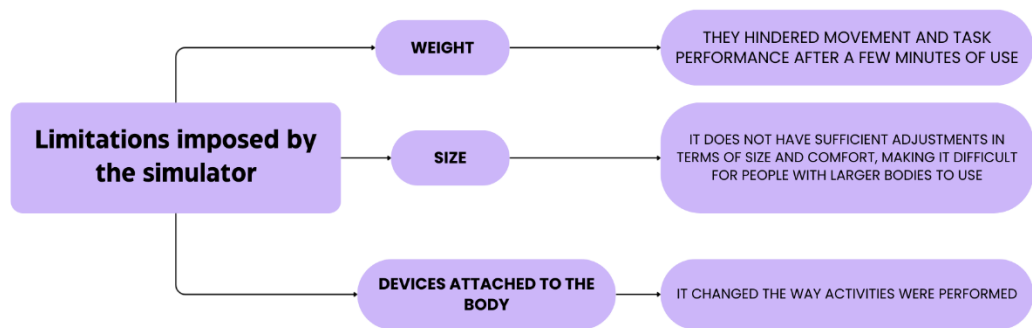 WEIGHT
THEY HINDERED MOVEMENT AND TASK
PERFORMANCE AFTER A FEW MINUTES OF USE
Limitations imposed by
the simulator
SIZE
IT DOES NOT HAVE SUFFICIENT ADJUSTMENTS IN
TERMS OF SIZE AND COMFORT, MAKING IT DIFFICULT
FOR PEOPLE WITH LARGER BODIES TO USE
DEVICES ATTACHED TO THE
BODY
IT CHANGED THE WAY ACTIVITIES WERE PERFORMED